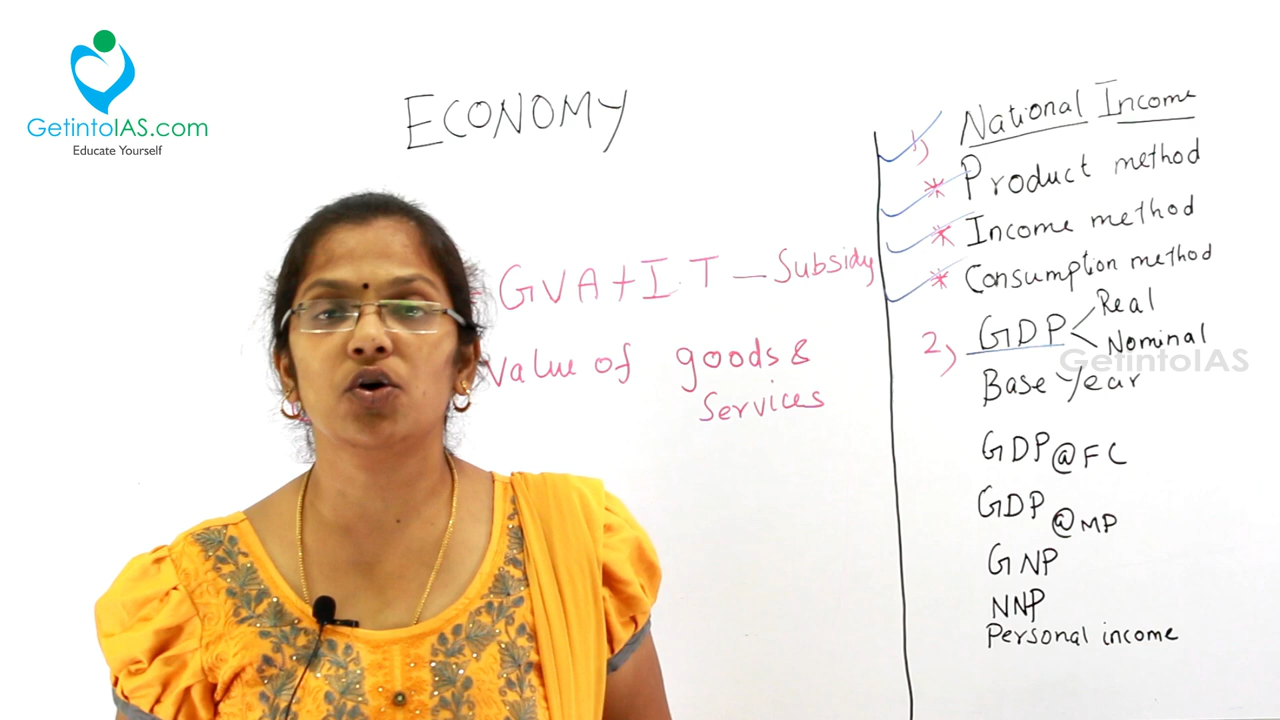 GetintoIAS.com
Educate Yourself
ECONOMY
GVA + I.T — Subsidy
Value of goods &
Services
1) National Income
* Product method
* Income method
* Consumption method
2) GDP
Real
Nominal
GetintoIAS
Base Year
GDP @ FC
GDP @ MP
GNP
NNP
Personal income